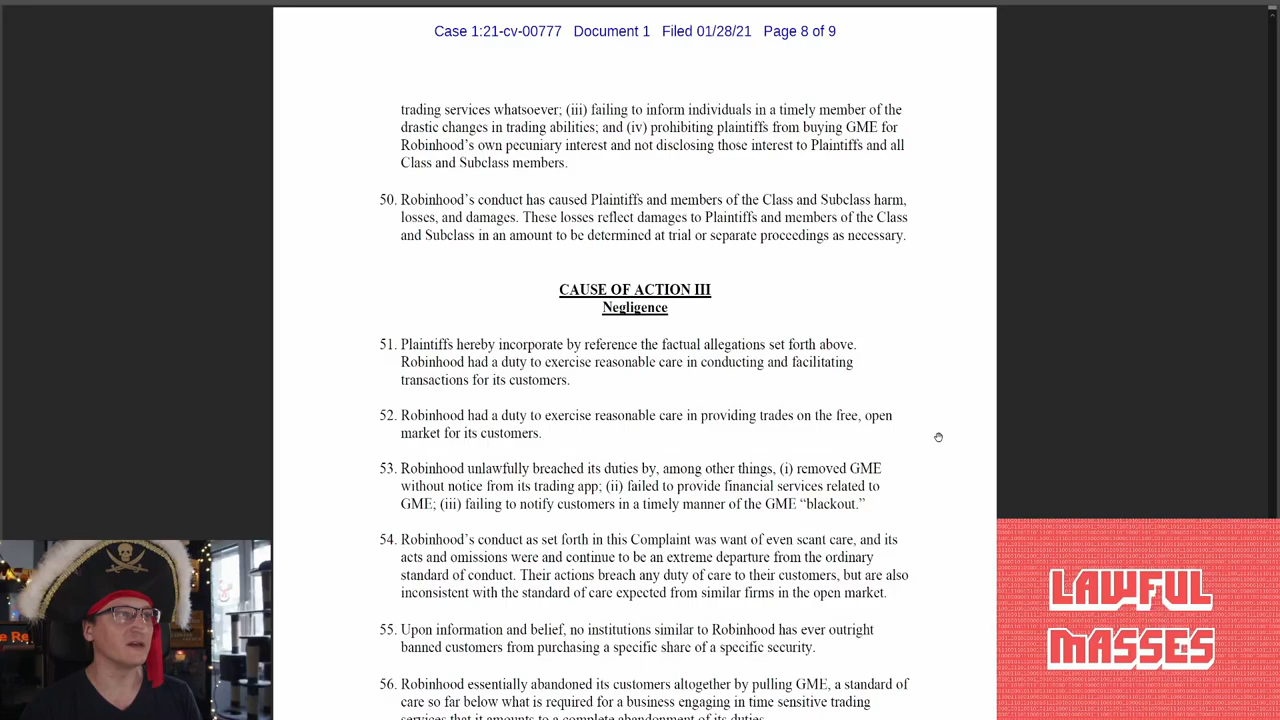 Case 1:21-cv-00777 Document 1 Filed 01/28/21 Page 8 of 9
trading services whatsoever; (iii) failing to inform individuals in a timely member of the
drastic changes in trading abilities; and (iv) prohibiting plaintiffs from buying GME for
Robinhood's own pecuniary interest and not disclosing those interest to Plaintiffs and all
Class and Subclass members.
50. Robinhood's conduct has caused Plaintiffs and members of the Class and Subclass harm,
losses, and damages. These losses reflect damages to Plaintiffs and members of the Class
and Subclass in an amount to be determined at trial or separate proceedings as necessary.
CAUSE OF ACTION III
Negligence
51. Plaintiffs hereby incorporate by reference the factual allegations set forth above.
Robinhood had a duty to exercise reasonable care in conducting and facilitating
transactions for its customers.
52. Robinhood had a duty to exercise reasonable care in providing trades on the free, open
market for its customers.
53. Robinhood unlawfully breached its duties by, among other things, (i) removed GME
without notice from its trading app; (ii) failed to provide financial services related to
GME; (iii) failing to notify customers in a timely manner of the GME “blackout.”
54. Robinhood's conduct as set forth in this Complaint was want of even scant care, and its
acts and omissions were and continue to be an extreme departure from the ordinary
standard of conduct. Their actions breach any duty of care to their customers, but are also
inconsistent with the standard of care expected from similar firms in the open market.
55. Upon information and belief, no institutions similar to Robinhood has ever outright
banned customers from purchasing a specific share of a specific security.
56. Robinhood essentially abandoned its customers altogether by pulling GME, a standard of
care so far below what is required for a business engaging in time sensitive trading
services that it amounts to a complete abandonment of its duties.
LAWFUL
MASSES